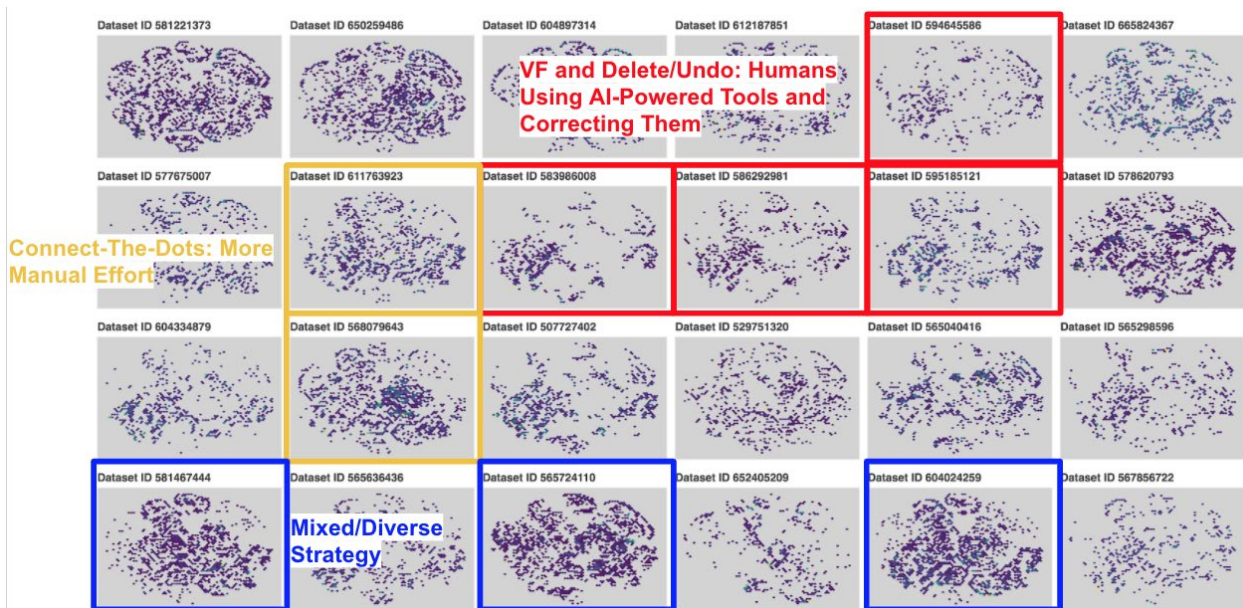 Dataset ID 581221373
Dataset ID 650259486
Dataset ID 604897314
Dataset ID 612187851
Dataset ID 594645586
Dataset ID 665824367
VF and Delete/Undo: Humans
Using AI-Powered Tools and
Correcting Them
Dataset ID 577675007
Dataset ID 611763923
Dataset ID 583986008
Dataset ID 586292981
Dataset ID 595185121
Dataset ID 578620793
Connect-The-Dots: More
Manual Effort
Dataset ID 604334879
Dataset ID 568079643
Dataset ID 507727402
Dataset ID 529751320
Dataset ID 565040416
Dataset ID 565298596
Dataset ID 581467444
Dataset ID 565636436
Dataset ID 565724110
Dataset ID 652405209
Dataset ID 604024259
Dataset ID 567856722
Mixed/Diverse
Strategy